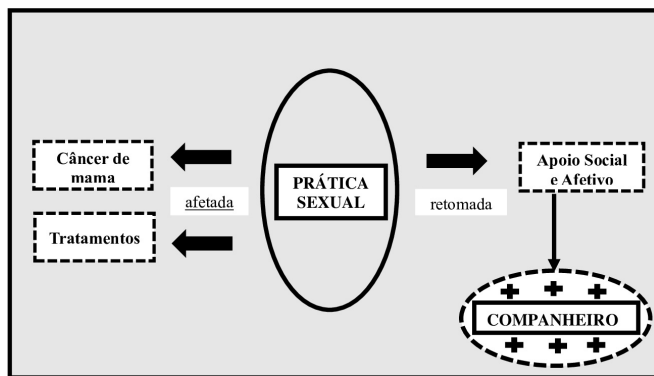 Câncer de
mama
afetada
Tratamentos
PRÁTICA
SEXUAL
retomada
Apoio Social
e Afetivo
COMPANHEIRO